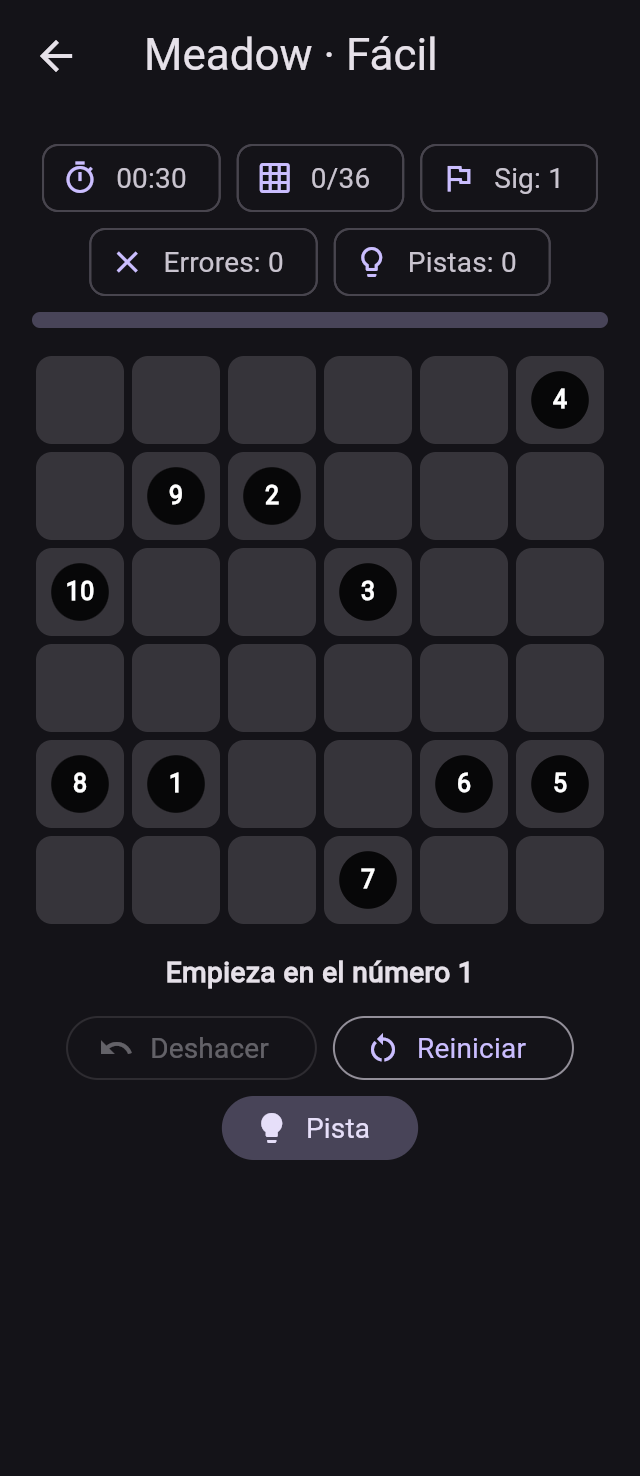 Meadow · Fácil
00:30
0/36
Sig: 1
Errores: 0
Pistas: 0
4
9 2
10 3
8 1 6 5
7
Empieza en el número 1
Deshacer
Reiniciar
Pista